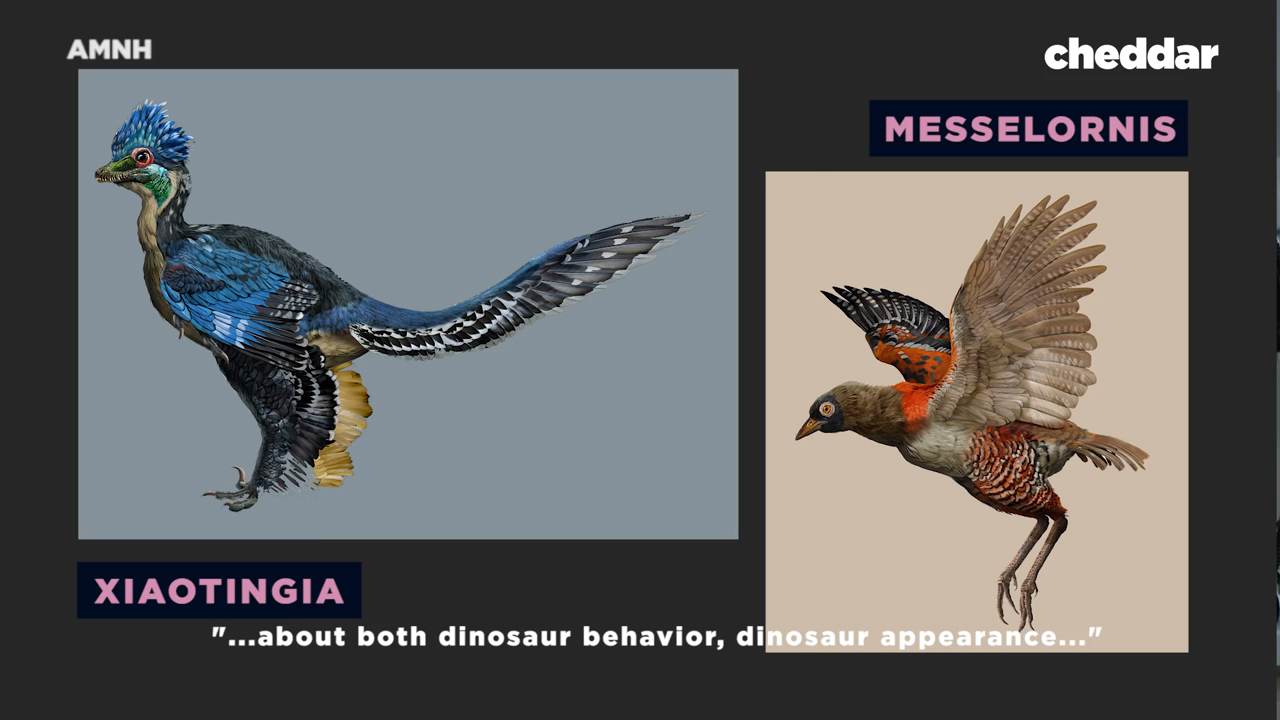 AMNH
cheddar
MESSELORNIS
XIAOTINGIA
"...about both dinosaur behavior, dinosaur appearance..."